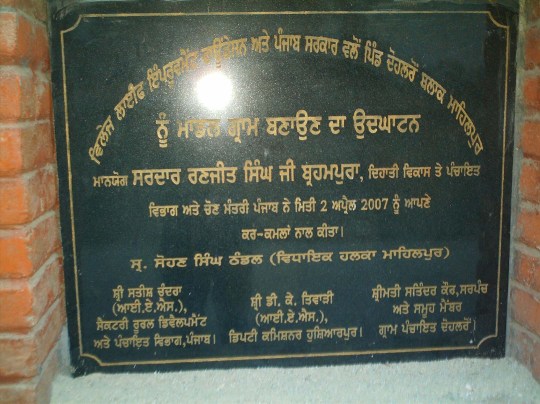 ਵਿਲੇਜ ਲਾਈਫ ਇੰਪਰੂਵਮੈਂਟ ਫਾਊਂਡੇਸ਼ਨ ਅਤੇ ਪੰਜਾਬ ਸਰਕਾਰ ਵਲੋਂ ਪਿੰਡ ਦੋਹਲਰੋਂ ਬਲਾਕ ਮਾਹਿਲਪੁਰ
ਨੂੰ ਮਾਡਲ ਗ੍ਰਾਮ ਬਣਾਉਣ ਦਾ ਉਦਘਾਟਨ
ਮਾਨਯੋਗ ਸਰਦਾਰ ਰਣਜੀਤ ਸਿੰਘ ਜੀ ਬ੍ਰਹਮਪੁਰਾ, ਦਿਹਾਤੀ ਵਿਕਾਸ ਤੇ ਪੰਚਾਇਤ
ਵਿਭਾਗ ਅਤੇ ਚੋਣ ਮੰਤਰੀ ਪੰਜਾਬ ਨੇ ਮਿਤੀ 2 ਅਪ੍ਰੈਲ 2007 ਨੂੰ ਆਪਣੇ
ਕਰ-ਕਮਲਾਂ ਨਾਲ ਕੀਤਾ।
ਸ੍ਰ. ਸੋਹਣ ਸਿੰਘ ਠੰਡਲ (ਵਿਧਾਇਕ ਹਲਕਾ ਮਾਹਿਲਪੁਰ)
ਸ਼੍ਰੀ ਸਤੀਸ਼ ਚੰਦਰਾ
(ਆਈ.ਏ.ਐਸ.),
ਸੈਕਟਰੀ ਰੂਰਲ ਡਿਵੈਲਪਮੈਂਟ
ਅਤੇ ਪੰਚਾਇਤ ਵਿਭਾਗ,ਪੰਜਾਬ।
ਸ਼੍ਰੀ ਡੀ. ਕੇ. ਤਿਵਾੜੀ
(ਆਈ.ਏ.ਐਸ),
ਡਿਪਟੀ ਕਮਿਸ਼ਨਰ ਹੁਸ਼ਿਆਰਪੁਰ।
ਸ਼੍ਰੀਮਤੀ ਸਤਿੰਦਰ ਕੌਰ,ਸਰਪੰਚ
ਅਤੇ ਸਮੂਹ ਮੈਂਬਰ
ਗ੍ਰਾਮ ਪੰਚਾਇਤ ਦੋਹਲਰੋਂ।